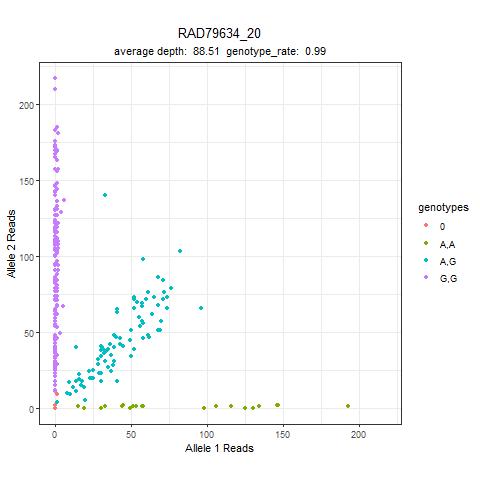 RAD79634_20
average depth:  88.51  genotype_rate:  0.99
Allele 2 Reads
200
150
100
50
0
0
50
100
150
200
Allele 1 Reads
genotypes
0
A,A
A,G
G,G